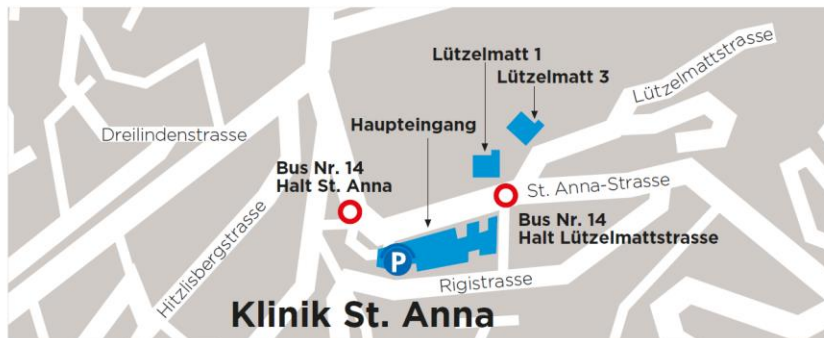 Lützelmatt 1
Lützelmatt 3
Lützelmattstrasse
Haupteingang
Dreilindenstrasse
Bus Nr. 14
Halt St. Anna
St. Anna-Strasse
Bus Nr. 14
Halt Lützelmattstrasse
Hitzlisbergstrasse
P
Rigistrasse
Klinik St. Anna